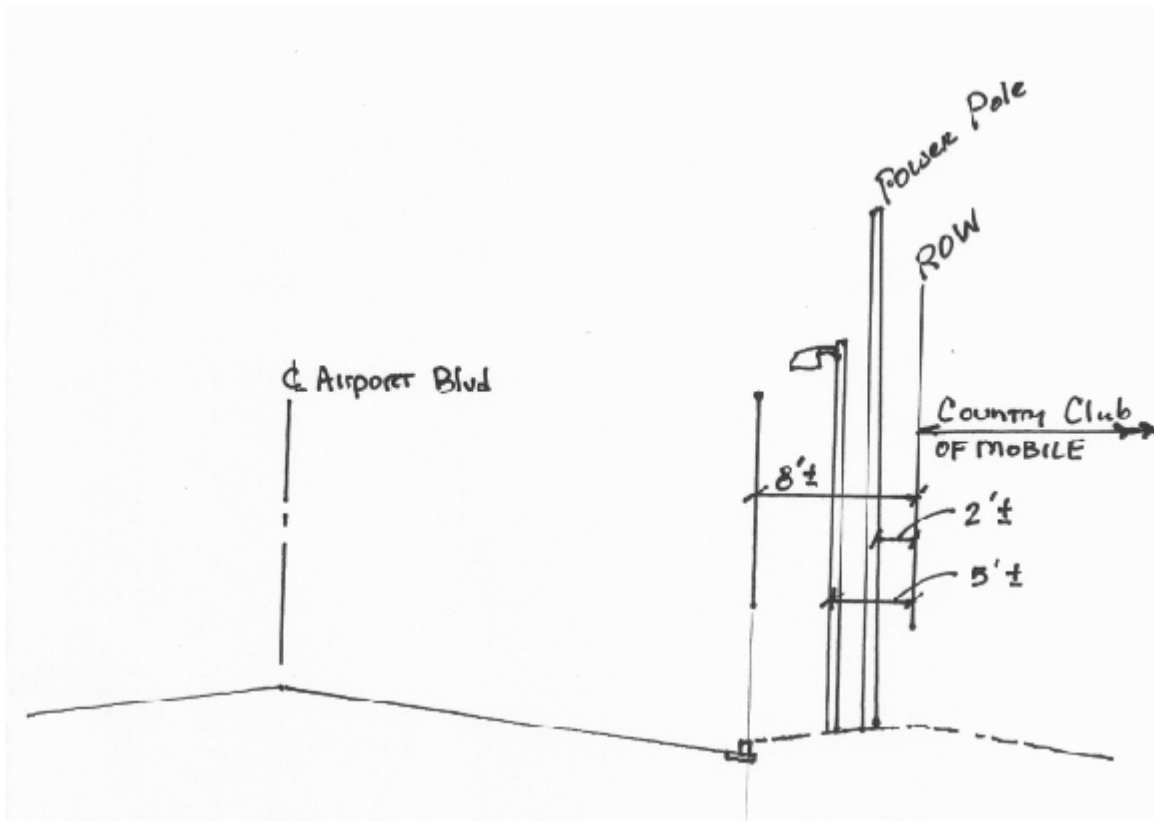 Power Pole
ROW
℄ Airport Blvd
Country Club
OF MOBILE
8'±
2'±
5'±